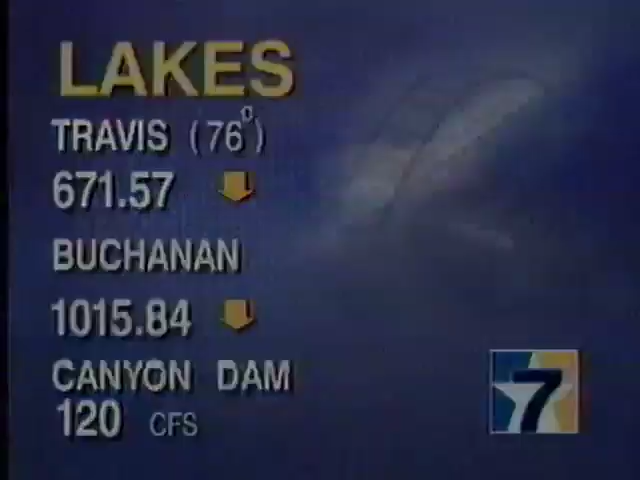 LAKES
TRAVIS (76°)
671.57
BUCHANAN
1015.84
CANYON DAM
120 CFS
7